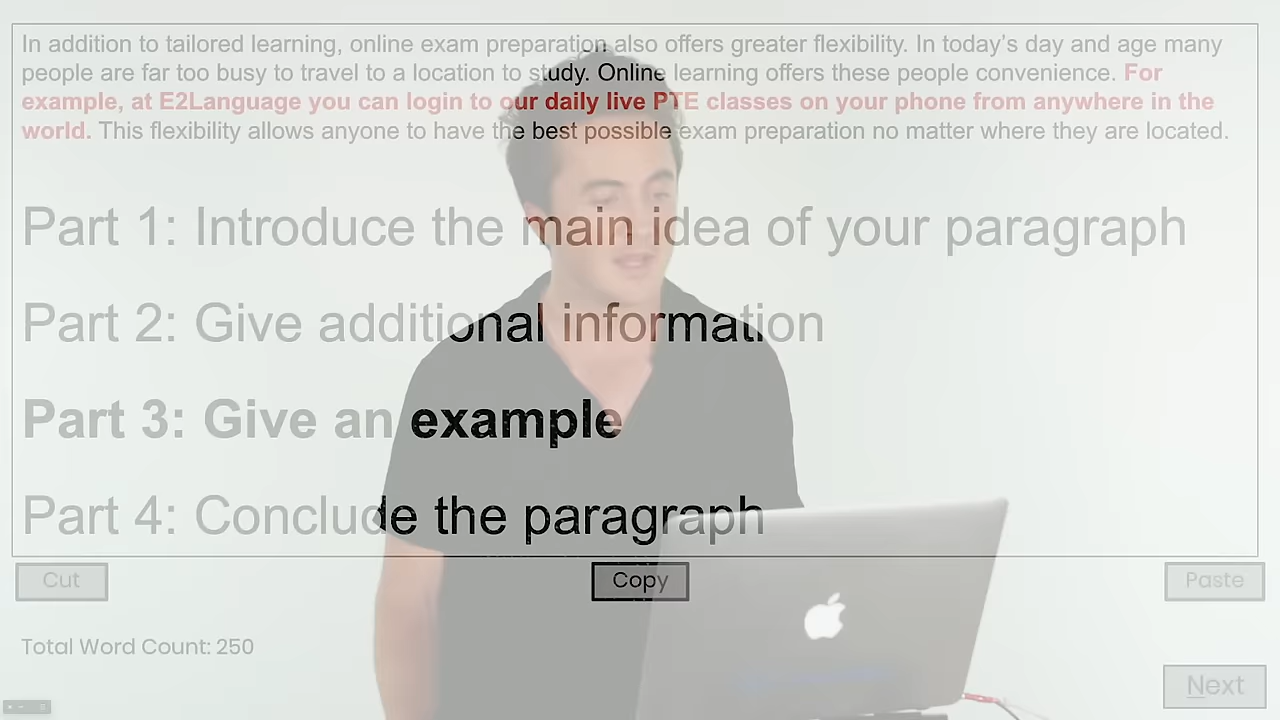 In addition to tailored learning, online exam preparation also offers greater flexibility. In today's day and age many
people are far too busy to travel to a location to study. Online learning offers these people convenience. For
example, at E2Language you can login to our daily live PTE classes on your phone from anywhere in the
world. This flexibility allows anyone to have the best possible exam preparation no matter where they are located.
Part 1: Introduce the main idea of your paragraph
Part 2: Give additional information
Part 3: Give an example
Part 4: Conclude the paragraph
Cut Copy Paste
Total Word Count: 250
Next